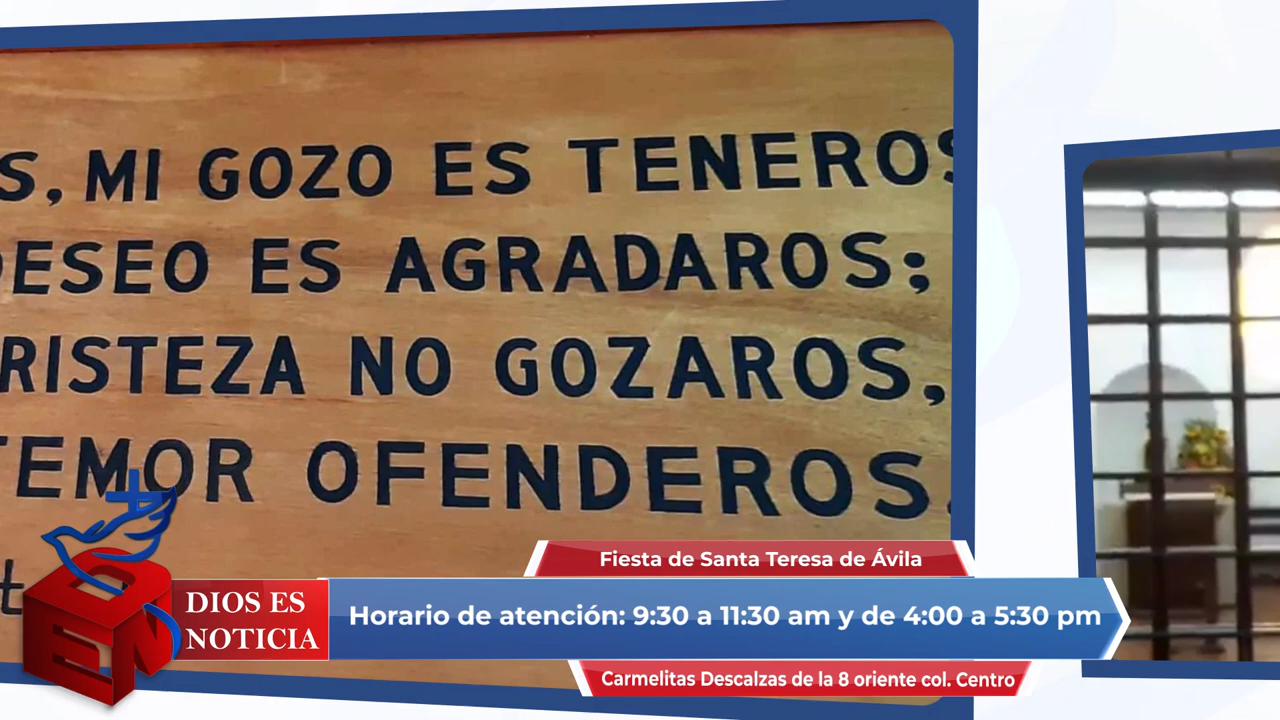 S, MI GOZO ES TENEROS
DESEO ES AGRADAROS;
RISTEZA NO GOZAROS,
TEMOR OFENDEROS.
Fiesta de Santa Teresa de Ávila
DIOS ES
NOTICIA
Horario de atención: 9:30 a 11:30 am y de 4:00 a 5:30 pm
Carmelitas Descalzas de la 8 oriente col. Centro
DEN